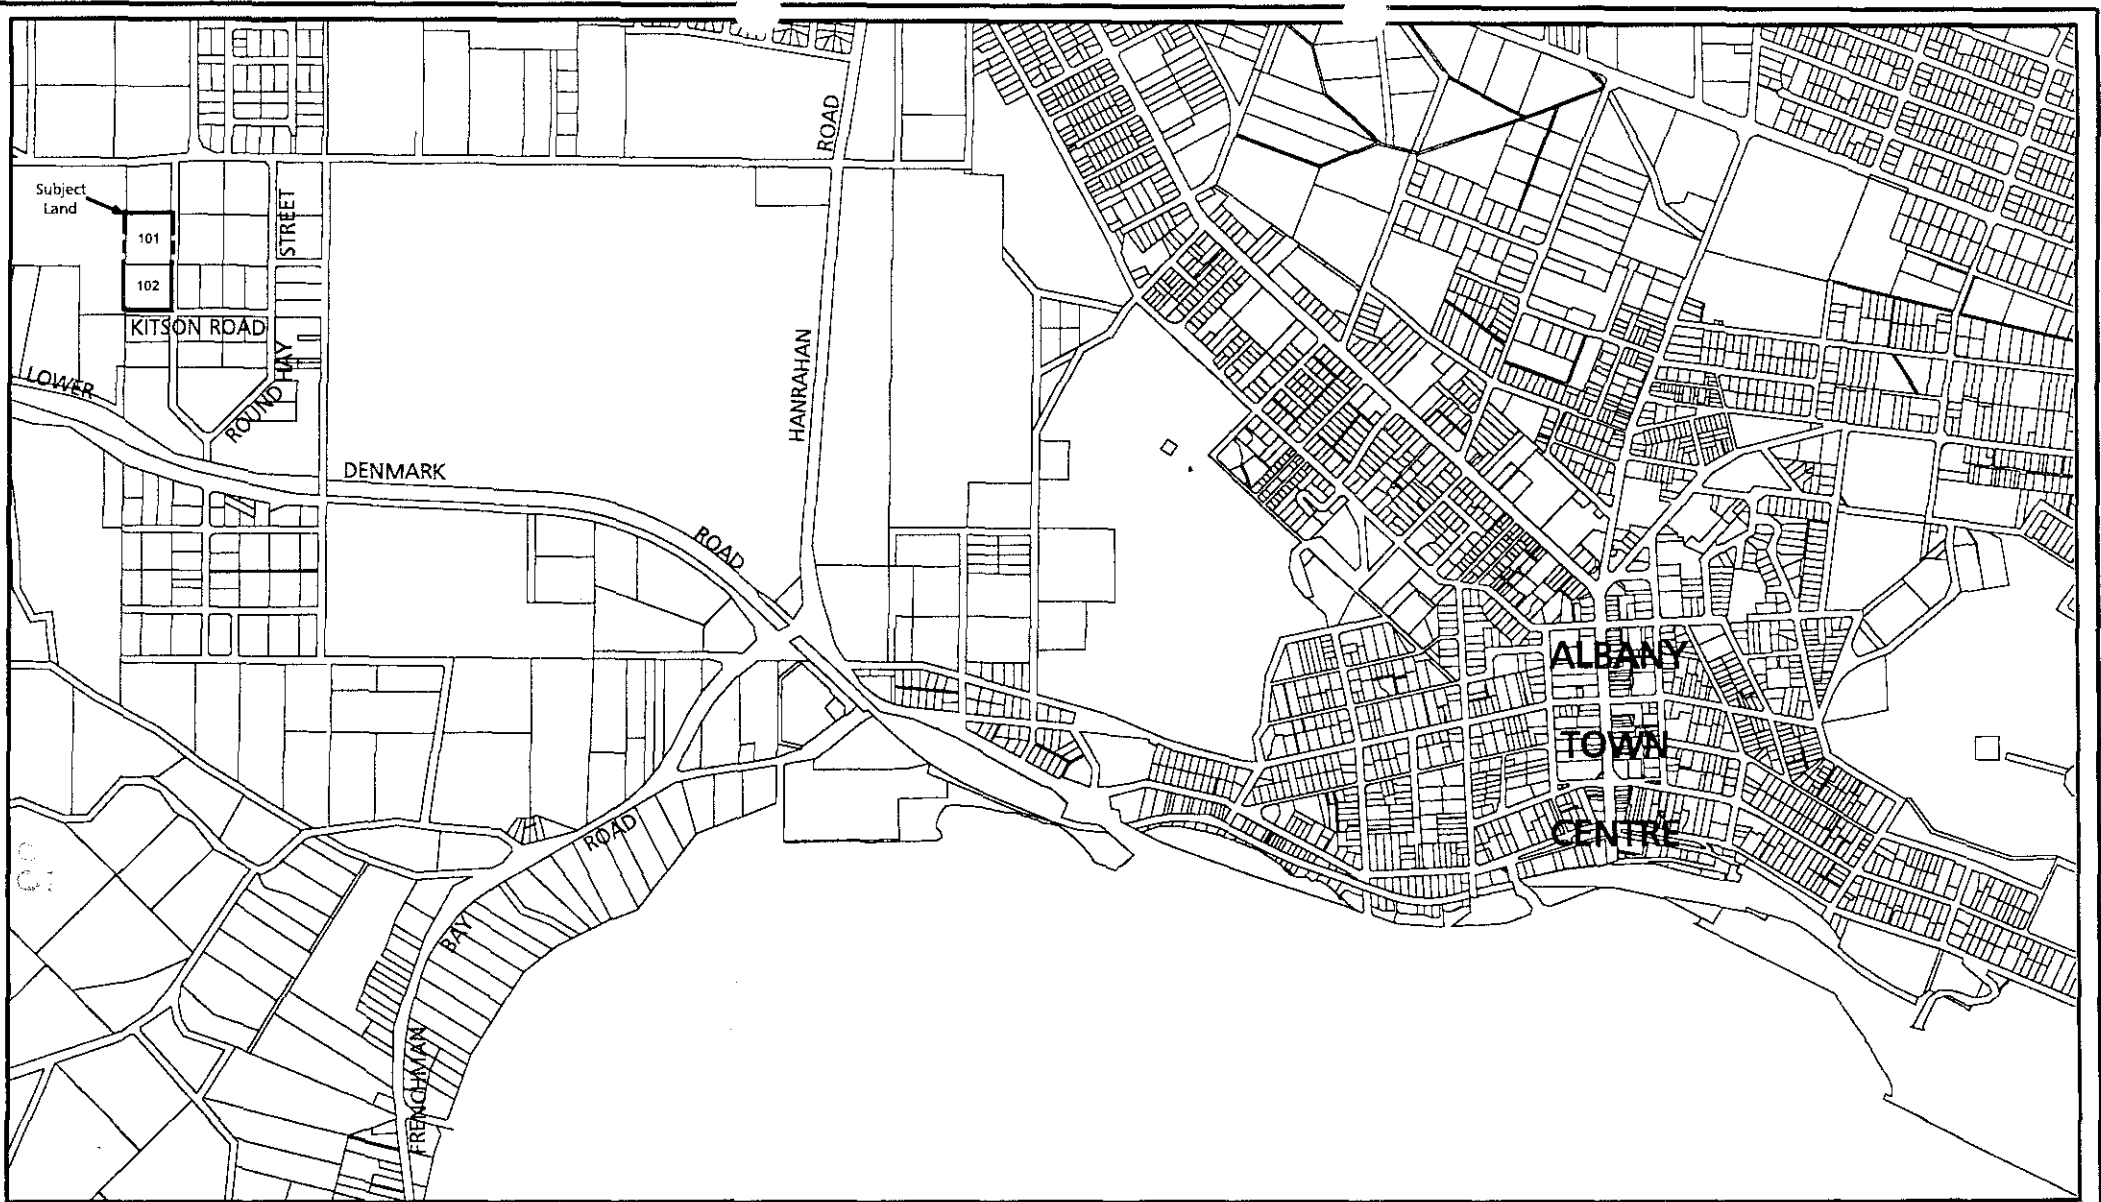 ROAD
Subject
Land
STREET
101
102
KITSON ROAD
HANRAHAN
HAY
LOWER
ROUND
DENMARK
ROAD
ALBANY
TOWN
CENTRE
ROAD
BAY
FRENCHMAN